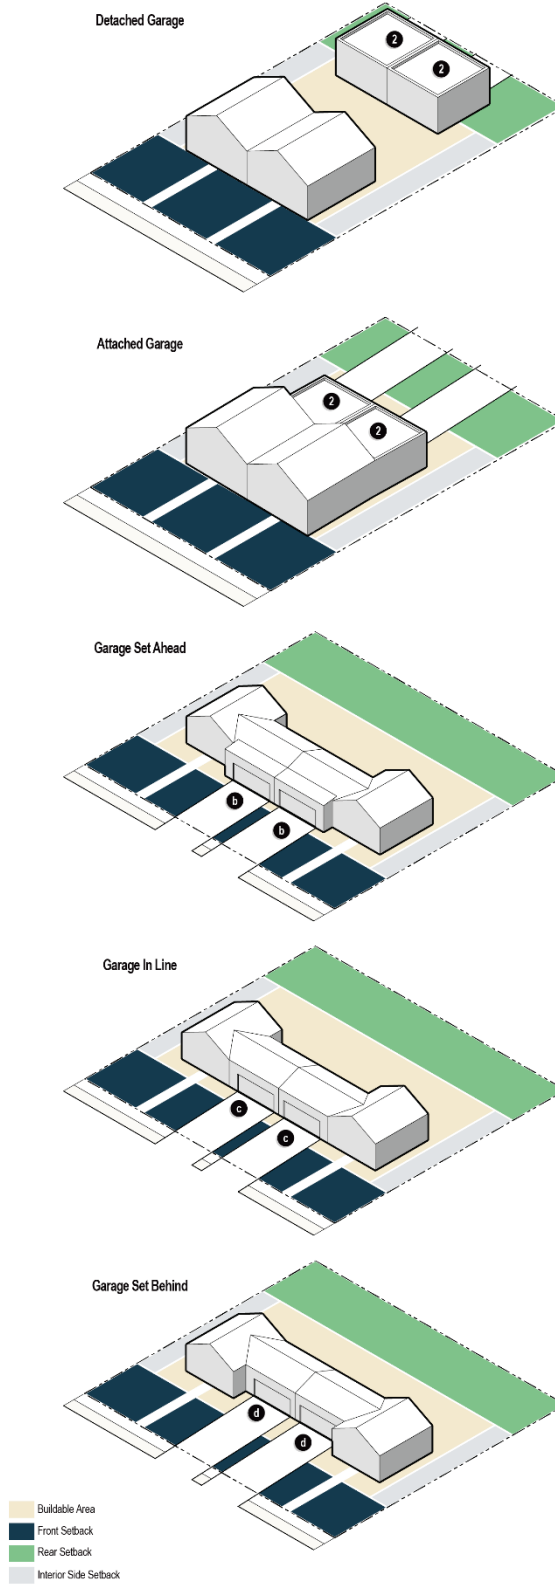 Detached Garage
2
2
Attached Garage
2
2
Garage Set Ahead
b
b
Garage In Line
c
c
Garage Set Behind
d
d
Buildable Area
Front Setback
Rear Setback
Interior Side Setback